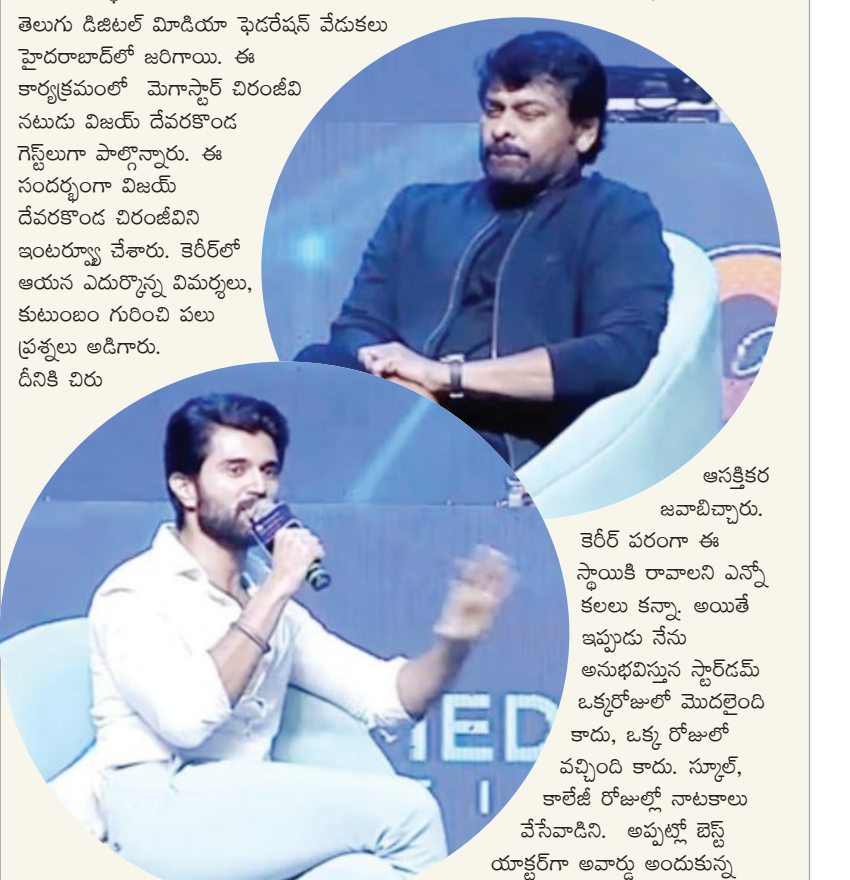 తెలుగు డిజిటల్ మీడియా ఫెడరేషన్ వేడుకలు
హైదరాబాద్‌లో జరిగాయి. ఈ
కార్యక్రమంలో మెగాస్టార్ చిరంజీవి
నటుడు విజయ్ దేవరకొండ
గెస్ట్‌లుగా పాల్గొన్నారు. ఈ
సందర్భంగా విజయ్
దేవరకొండ చిరంజీవిని
ఇంటర్వ్యూ చేశారు. కెరీర్‌లో
ఆయన ఎదుర్కొన్న విమర్శలు,
కుటుంబం గురించి పలు
ప్రశ్నలు అడిగారు.
దీనికి చిరు
ఆసక్తికర
జవాబిచ్చారు.
కెరీర్ పరంగా ఈ
స్థాయికి రావాలని ఎన్నో
కలలు కన్నా. అయితే
ఇప్పుడు నేను
అనుభవిస్తున స్టార్‌డమ్
ఒక్కరోజులో మొదలైంది
కాదు, ఒక్క రోజులో
వచ్చింది కాదు. స్కూల్,
కాలేజీ రోజుల్లో నాటకాలు
వేసేవాడిని. అప్పట్లో బెస్ట్
యాక్టర్‌గా అవార్డు అందుకున్న
IED